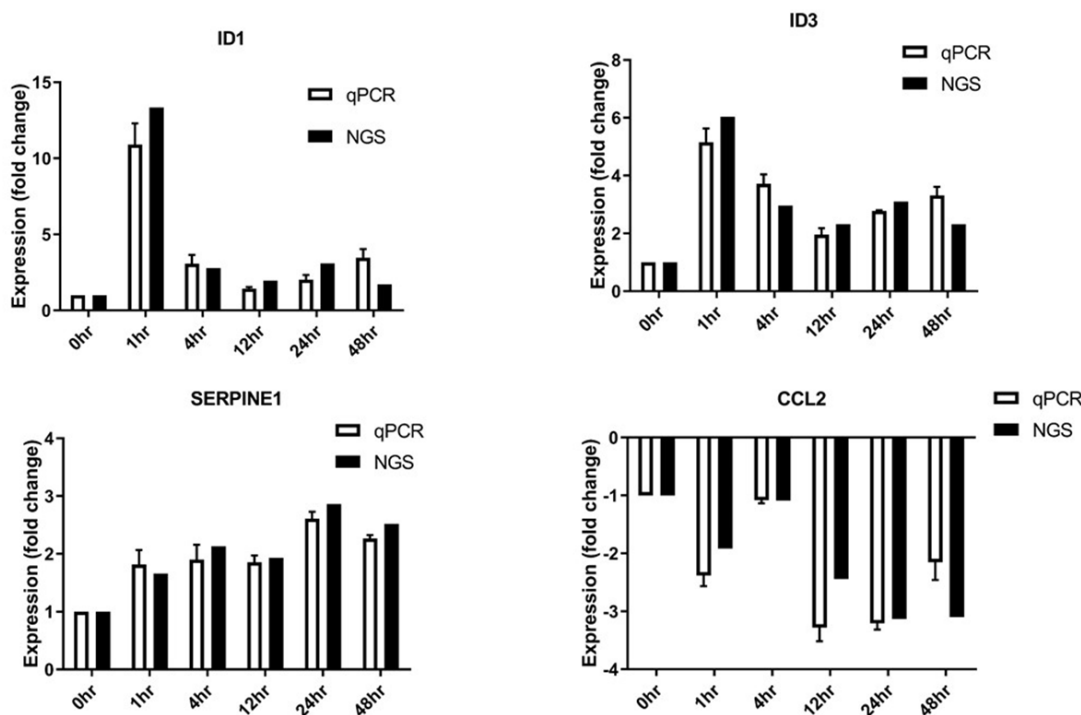 ID1
qPCR
NGS
Expression (fold change)
15
10
5
0
0hr
1hr
4hr
12hr
24hr
48hr
ID3
qPCR
NGS
Expression (fold change)
8
6
4
2
0
0hr
1hr
4hr
12hr
24hr
48hr
SERPINE1
qPCR
NGS
Expression (fold change)
4
3
2
1
0
0hr
1hr
4hr
12hr
24hr
48hr
CCL2
qPCR
NGS
Expression (fold change)
0
-1
-2
-3
-4
0hr
1hr
4hr
12hr
24hr
48hr